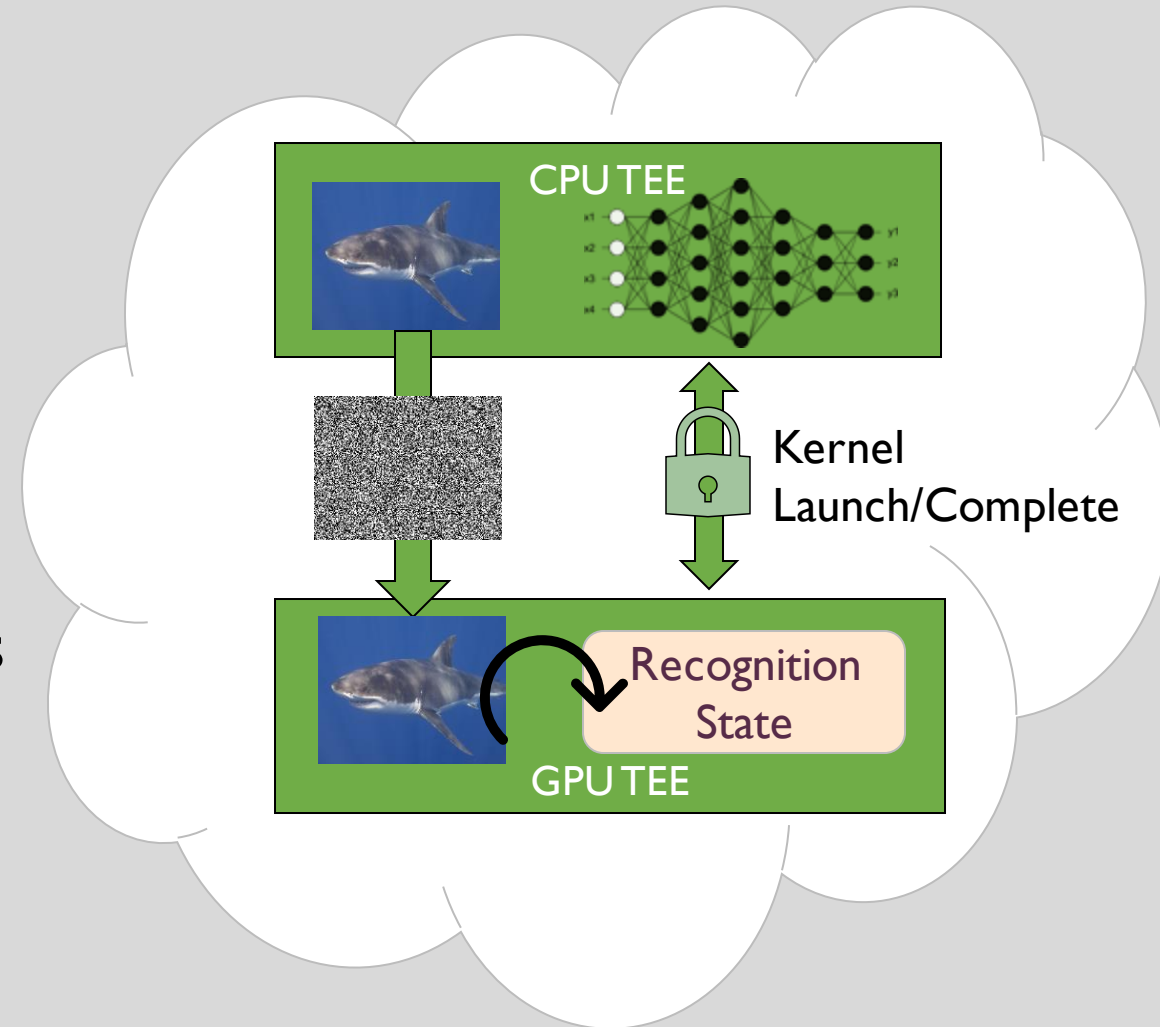 CPU TEE
x1
x2
x3
x4
y1
y2
y3
Kernel
Launch/Complete
s
Recognition
State
GPU TEE